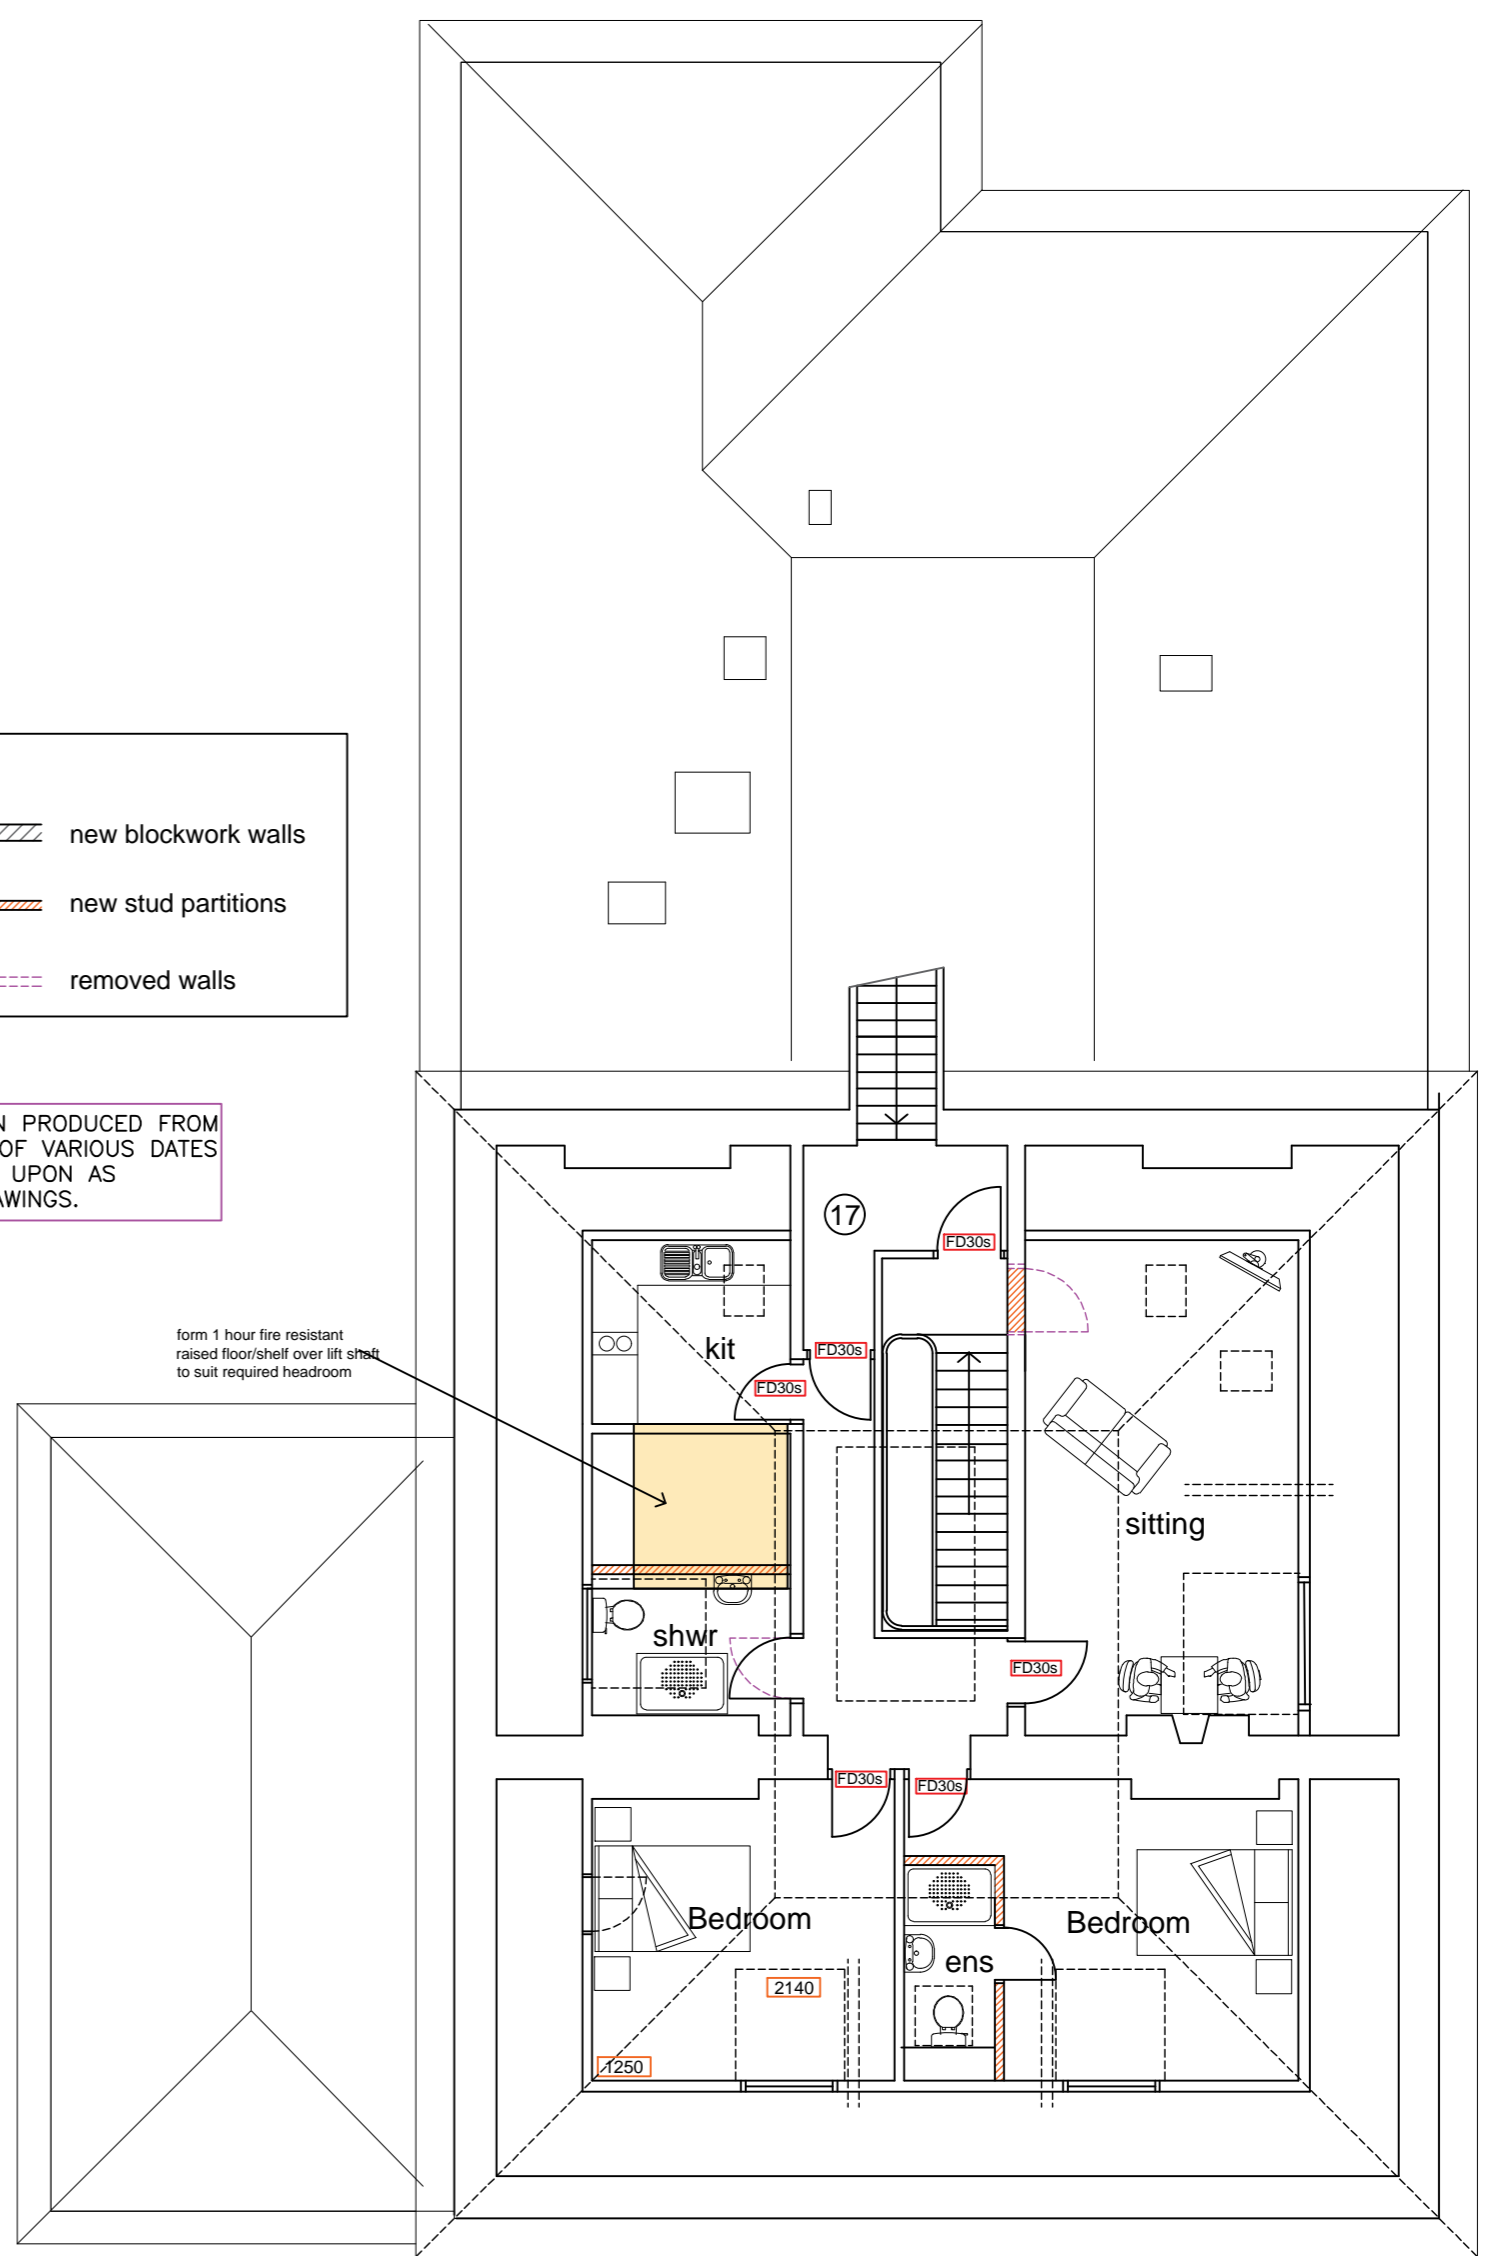 new blockwork walls
new stud partitions
removed walls
N PRODUCED FROM
OF VARIOUS DATES
UPON AS
AWINGS.
17
FD30s
form 1 hour fire resistant
raised floor/shelf over lift shaft
to suit required headroom
kit
FD30s
FD30s
sitting
shwr
FD30s
FD30s
FD30s
Bedroom
Bedroom
ens
2140
1250